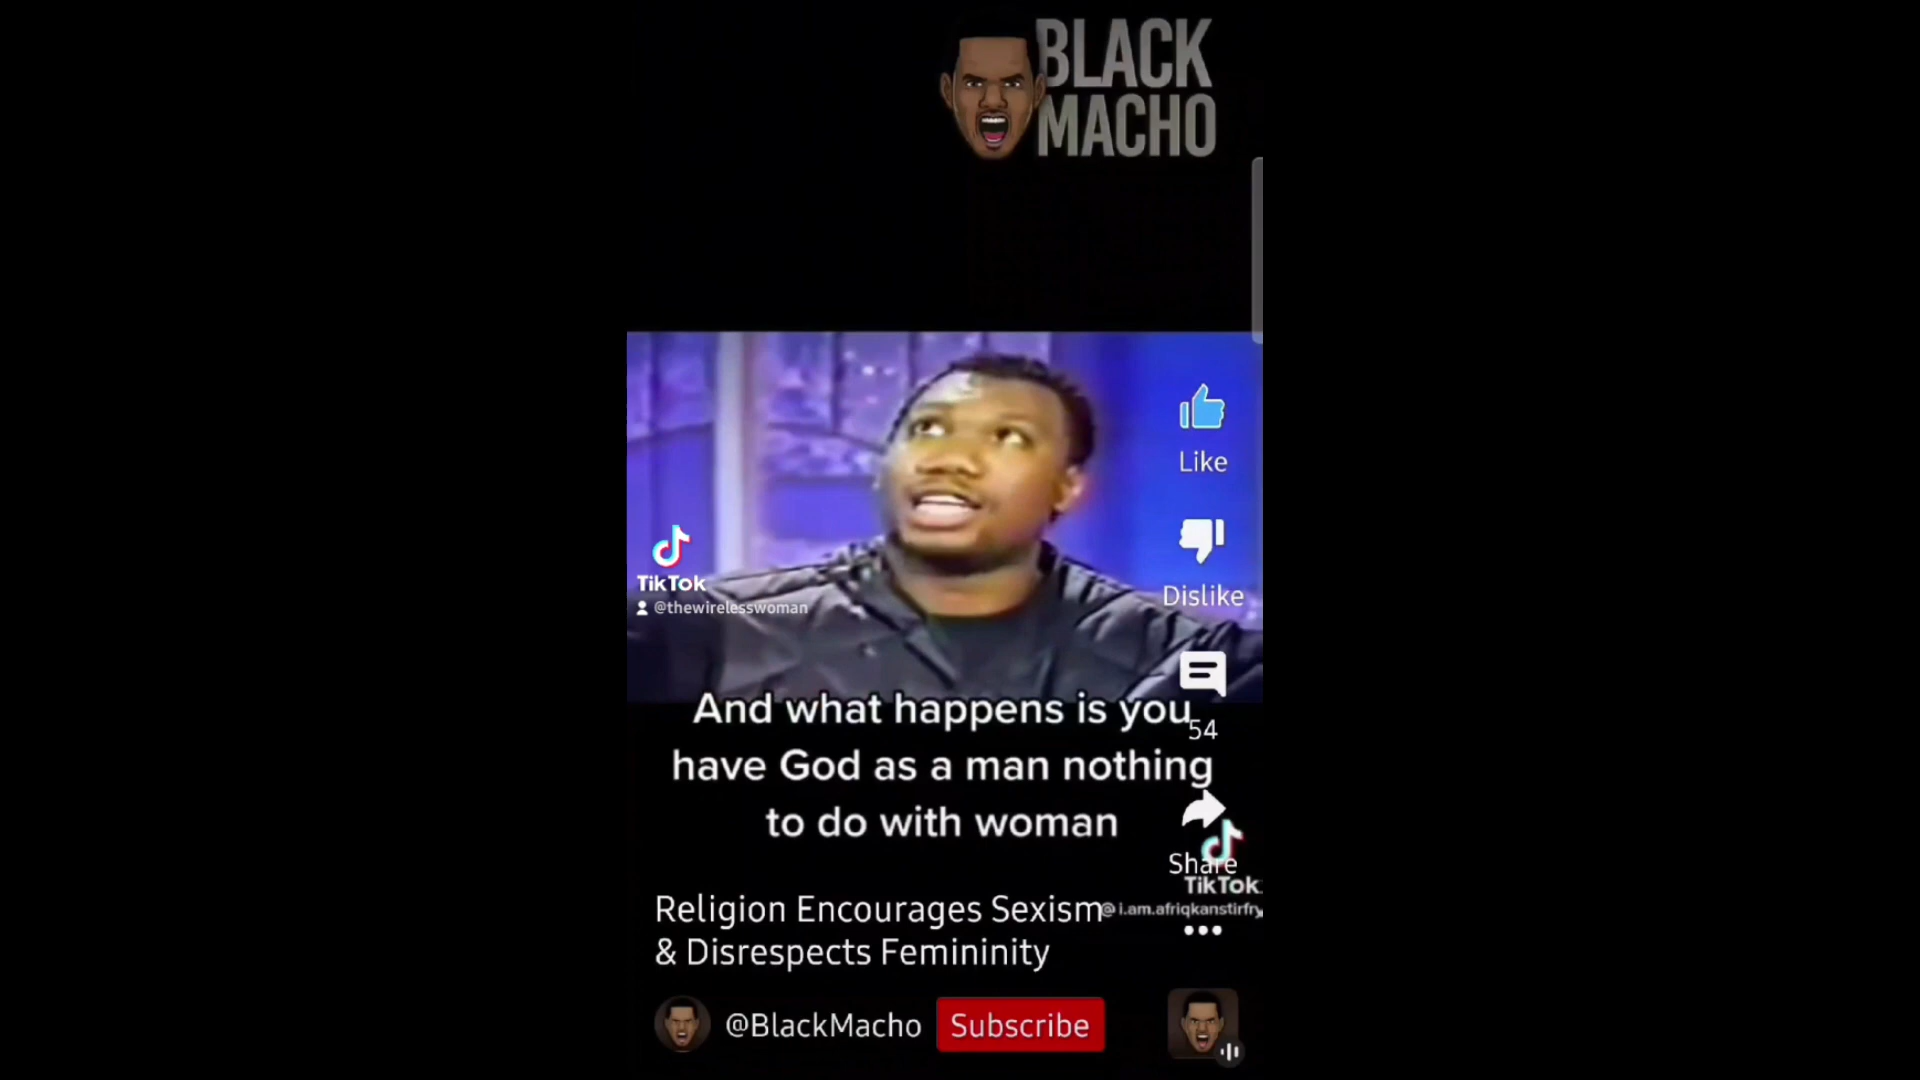 BLACK
MACHO
Like
TikTok
@thewirelesswoman
Dislike
And what happens is you
54
have God as a man nothing
to do with woman
Share
TikTok
Religion Encourages Sexism
@i.am.afriqkanstirfry
& Disrespects Femininity
@BlackMacho
Subscribe